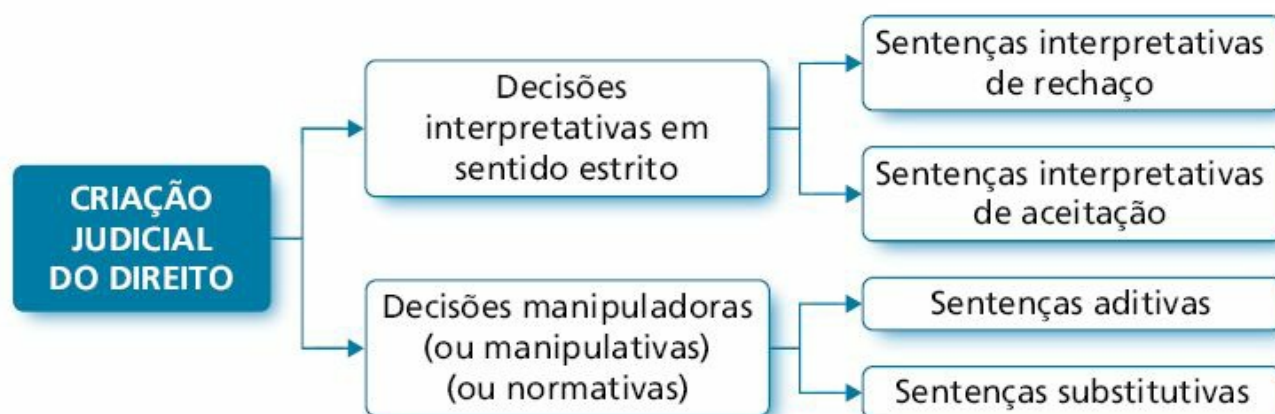 CRIAÇÃO
JUDICIAL
DO DIREITO
Decisões
interpretativas em
sentido estrito
Sentenças interpretativas
de rechaço
Sentenças interpretativas
de aceitação
Decisões manipuladoras
(ou manipulativas)
(ou normativas)
Sentenças aditivas
Sentenças substitutivas